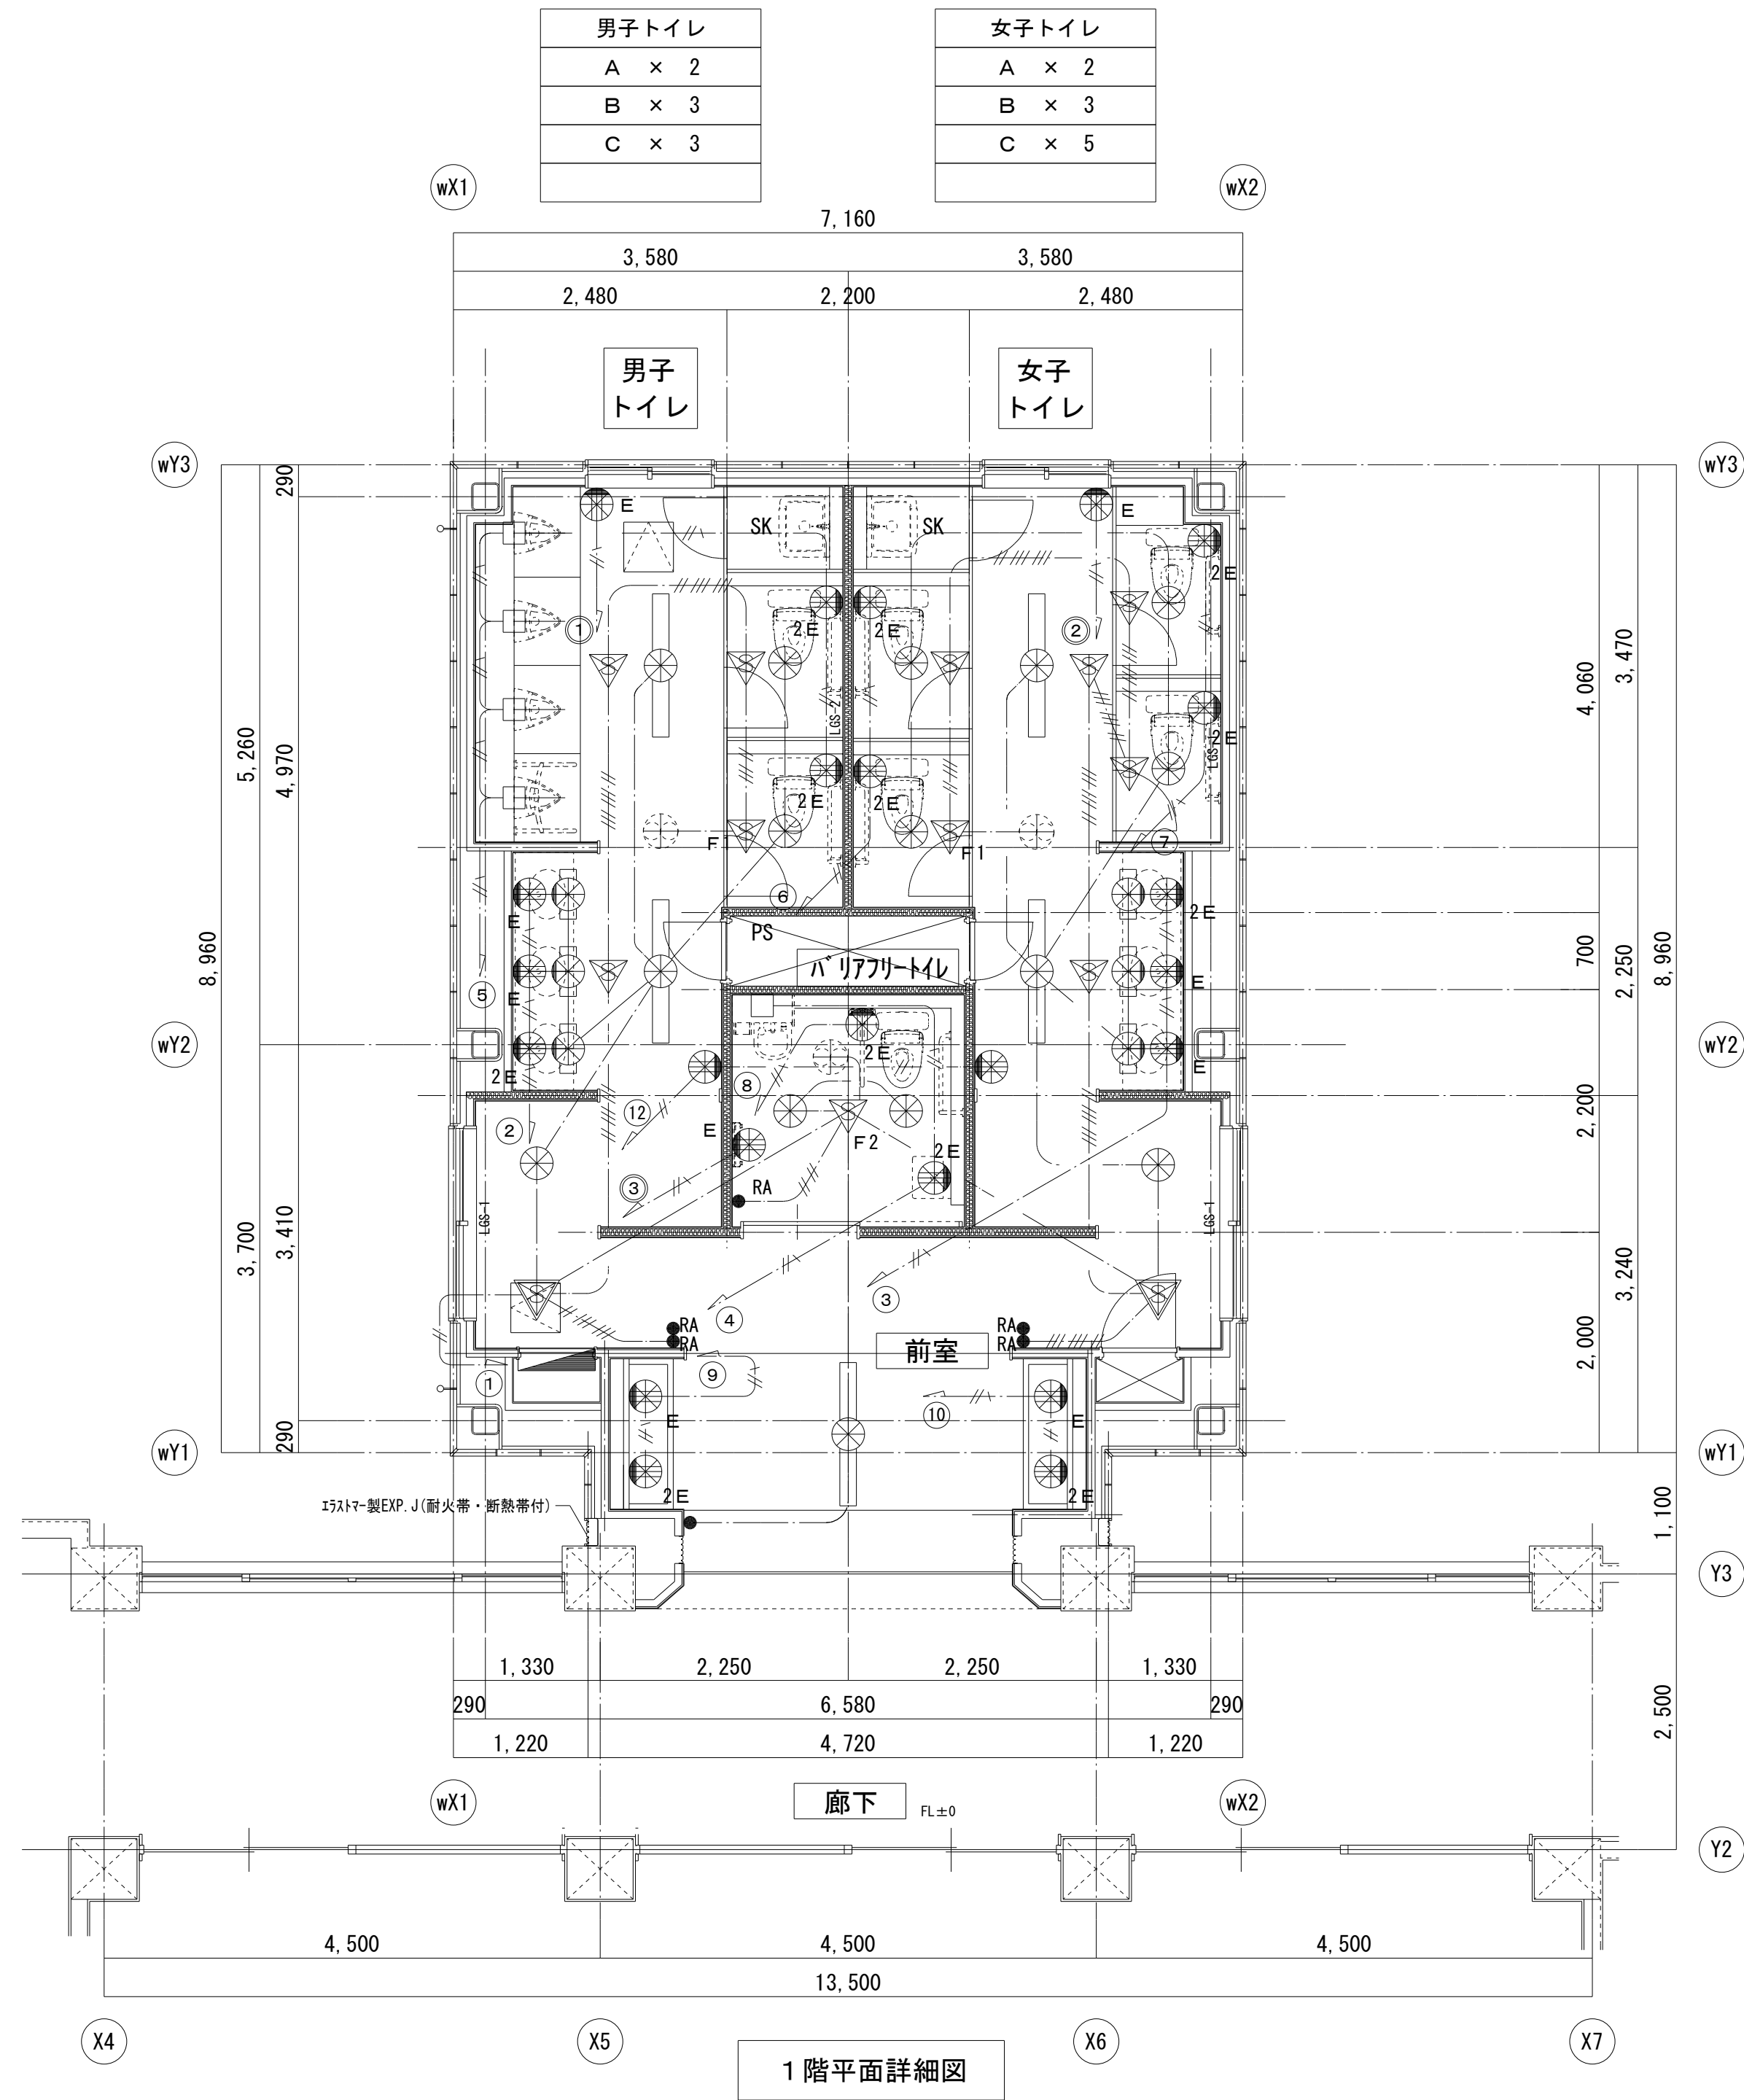 男子トイレ
A × 2
B × 3
C × 3
女子トイレ
A × 2
B × 3
C × 5
wX1
wX2
7,160
3,580
3,580
2,480
2,200
2,480
男子
トイレ
女子
トイレ
wY3
wY3
290
E
SK
SK
E
2E
1
2E
2E
2
3,470
4,060
5,260
4,970
LGS-2
2E
2E
2E
LGS-2
F1
7
6
8,960
E
PS
2E
バリアフリートイレ
700
2,250
8,960
5
E
E
wY2
2E
2E
E
wY2
8
12
2
E
F2
2E
2,200
3
RA
LGS-1
LGS-1
3,700
3,410
3
4
3,240
RA
RA
RA
RA
前室
2,000
1
9
10
E
E
290
wY1
wY1
2E
2E
エラストマー製EXP.J(耐火帯・断熱帯付)
1,100
Y3
1,330
2,250
2,250
1,330
290
6,580
290
2,500
1,220
4,720
1,220
wX1
廊下
FL±0
wX2
Y2
4,500
4,500
4,500
13,500
X4
X5
X6
X7
1階平面詳細図